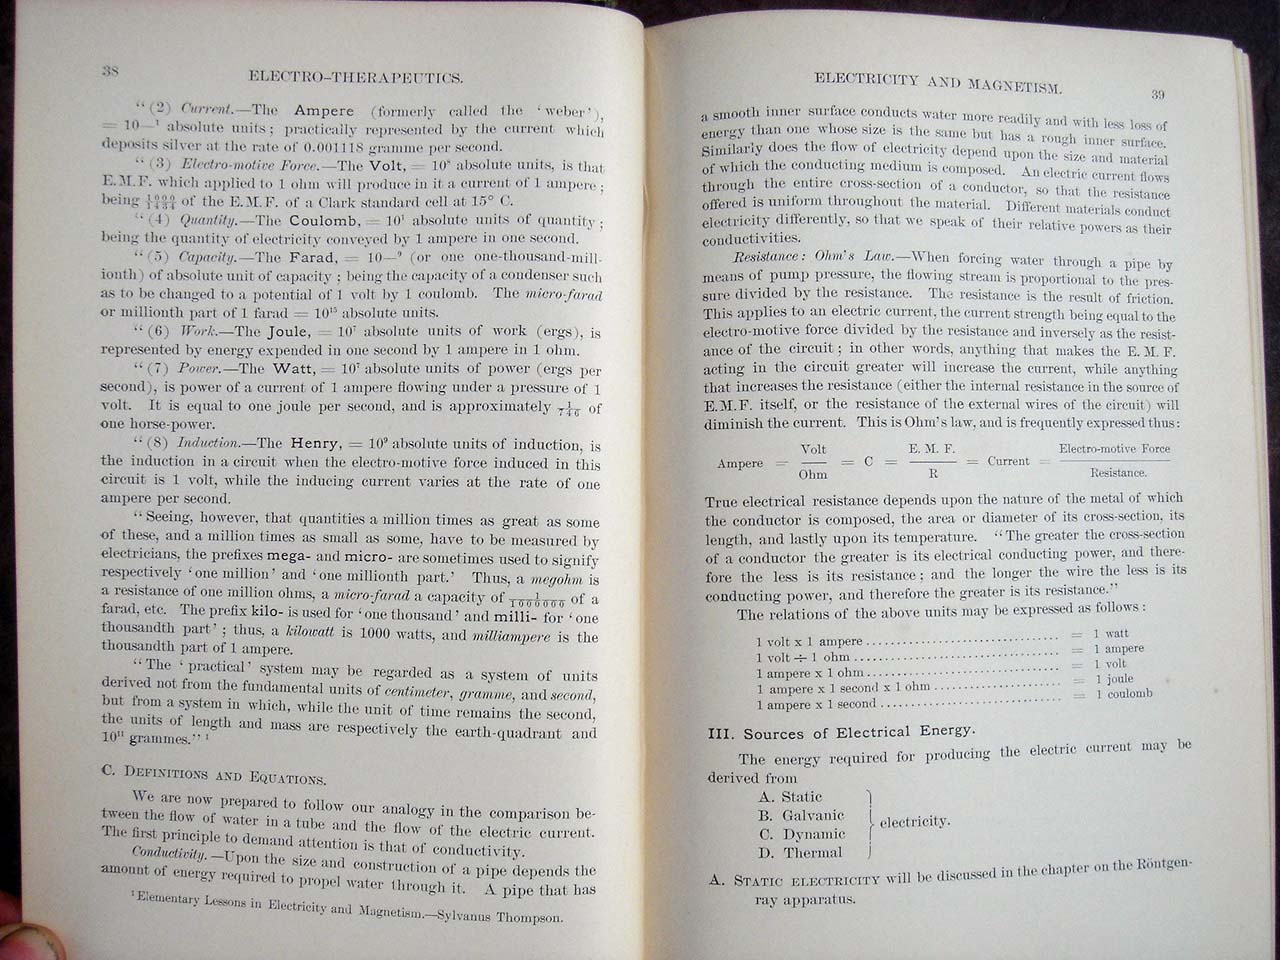 38
ELECTRO-THERAPEUTICS.
“(2) Current.—The Ampere (formerly called the ‘weber’),
= 10—¹ absolute units; practically represented by the current which
deposits silver at the rate of 0.001118 gramme per second.
“(3) Electro-motive Force.—The Volt, = 10⁸ absolute units, is that
E.M.F. which applied to 1 ohm will produce in it a current of 1 ampere;
being 1000/1434 of the E.M.F. of a Clark standard cell at 15° C.
“(4) Quantity.—The Coulomb, = 10¹ absolute units of quantity;
being the quantity of electricity conveyed by 1 ampere in one second.
“(5) Capacity.—The Farad, = 10—⁹ (or one one-thousand-mill-
ionth) of absolute unit of capacity; being the capacity of a condenser such
as to be changed to a potential of 1 volt by 1 coulomb. The micro-farad
or millionth part of 1 farad = 10¹⁵ absolute units.
“(6) Work.—The Joule, = 10⁷ absolute units of work (ergs), is
represented by energy expended in one second by 1 ampere in 1 ohm.
“(7) Power.—The Watt, = 10⁷ absolute units of power (ergs per
second), is power of a current of 1 ampere flowing under a pressure of 1
volt. It is equal to one joule per second, and is approximately 1/746 of
one horse-power.
“(8) Induction.—The Henry, = 10⁹ absolute units of induction, is
the induction in a circuit when the electro-motive force induced in this
circuit is 1 volt, while the inducing current varies at the rate of one
ampere per second.
“Seeing, however, that quantities a million times as great as some
of these, and a million times as small as some, have to be measured by
electricians, the prefixes mega- and micro- are sometimes used to signify
respectively ‘one million’ and ‘one millionth part.’ Thus, a megohm is
a resistance of one million ohms, a micro-farad a capacity of 1/1000000 of a
farad, etc. The prefix kilo- is used for ‘one thousand’ and milli- for ‘one
thousandth part’; thus, a kilowatt is 1000 watts, and milliampere is the
thousandth part of 1 ampere.
“The ‘practical’ system may be regarded as a system of units
derived not from the fundamental units of centimeter, gramme, and second,
but from a system in which, while the unit of time remains the second,
the units of length and mass are respectively the earth-quadrant and
10¹¹ grammes.” ¹
C. DEFINITIONS AND EQUATIONS.
We are now prepared to follow our analogy in the comparison be-
tween the flow of water in a tube and the flow of the electric current.
The first principle to demand attention is that of conductivity.
Conductivity.—Upon the size and construction of a pipe depends the
amount of energy required to propel water through it. A pipe that has
¹ Elementary Lessons in Electricity and Magnetism.—Sylvanus Thompson.
ELECTRICITY AND MAGNETISM.
39
a smooth inner surface conducts water more readily and with less loss of
energy than one whose size is the same but has a rough inner surface.
Similarly does the flow of electricity depend upon the size and material
of which the conducting medium is composed. An electric current flows
through the entire cross-section of a conductor, so that the resistance
offered is uniform throughout the material. Different materials conduct
electricity differently, so that we speak of their relative powers as their
conductivities.
Resistance: Ohm’s Law.—When forcing water through a pipe by
means of pump pressure, the flowing stream is proportional to the pres-
sure divided by the resistance. The resistance is the result of friction.
This applies to an electric current, the current strength being equal to the
electro-motive force divided by the resistance and inversely as the resist-
ance of the circuit; in other words, anything that makes the E. M. F.
acting in the circuit greater will increase the current, while anything
that increases the resistance (either the internal resistance in the source of
E.M.F. itself, or the resistance of the external wires of the circuit) will
diminish the current. This is Ohm’s law, and is frequently expressed thus:
Ampere = Volt/Ohm = C = E. M. F./R = Current = Electro-motive Force/Resistance.
True electrical resistance depends upon the nature of the metal of which
the conductor is composed, the area or diameter of its cross-section, its
length, and lastly upon its temperature. “The greater the cross-section
of a conductor the greater is its electrical conducting power, and there-
fore the less is its resistance; and the longer the wire the less is its
conducting power, and therefore the greater is its resistance.”
The relations of the above units may be expressed as follows:
1 volt x 1 ampere.............................. = 1 watt
1 volt ÷ 1 ohm................................ = 1 ampere
1 ampere x 1 ohm.............................. = 1 volt
1 ampere x 1 second x 1 ohm................... = 1 joule
1 ampere x 1 second........................... = 1 coulomb
III. Sources of Electrical Energy.
The energy required for producing the electric current may be
derived from
A. Static
B. Galvanic
C. Dynamic
D. Thermal
electricity.
A. STATIC ELECTRICITY will be discussed in the chapter on the Röntgen-
ray apparatus.